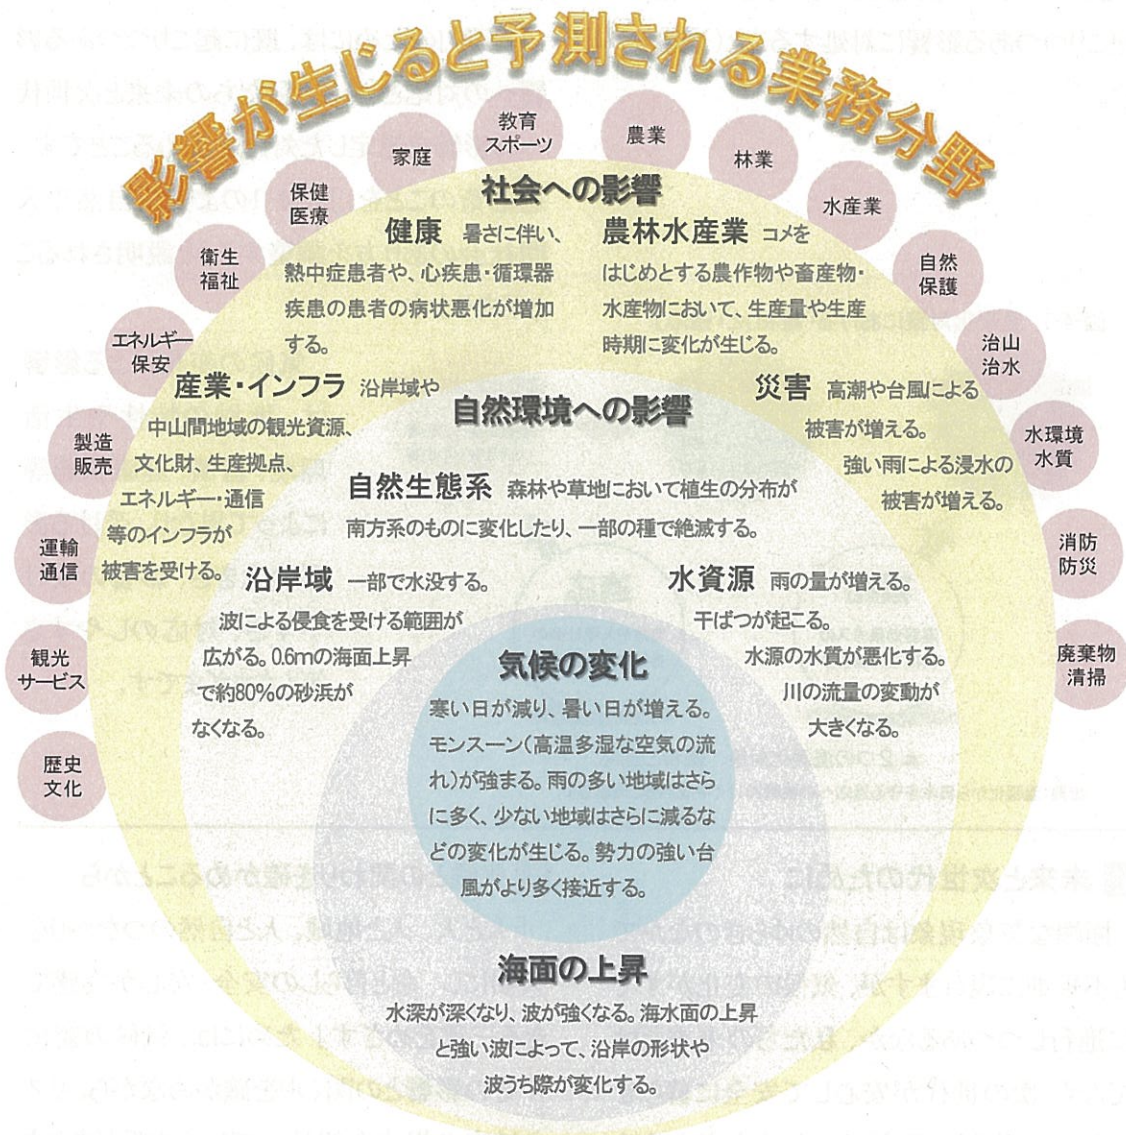 影響が生じると予測される業務分野
歴史
文化
観光
サービス
運輸
通信
製造
販売
エネルギー
保安
衛生
福祉
保健
医療
家庭
教育
スポーツ
農業
林業
水産業
自然
保護
治山
治水
水環境
水質
消防
防災
廃棄物
清掃
社会への影響
健康 暑さに伴い、
熱中症患者や、心疾患・循環器
疾患の患者の病状悪化が増加
する。
農林水産業 コメを
はじめとする農作物や畜産物・
水産物において、生産量や生産
時期に変化が生じる。
産業・インフラ 沿岸域や
中山間地域の観光資源、
文化財、生産拠点、
エネルギー・通信
等のインフラが
被害を受ける。
災害 高潮や台風による
被害が増える。
強い雨による浸水の
被害が増える。
自然環境への影響
自然生態系 森林や草地において植生の分布が
南方系のものに変化したり、一部の種で絶滅する。
沿岸域 一部で水没する。
波による侵食を受ける範囲が
広がる。0.6mの海面上昇
で約80%の砂浜が
なくなる。
水資源 雨の量が増える。
干ばつが起こる。
水源の水質が悪化する。
川の流量の変動が
大きくなる。
気候の変化
寒い日が減り、暑い日が増える。
モンスーン(高温多湿な空気の流
れ)が強まる。雨の多い地域はさら
に多く、少ない地域はさらに減るな
どの変化が生じる。勢力の強い台
風がより多く接近する。
海面の上昇
水深が深くなり、波が強くなる。海水面の上昇
と強い波によって、沿岸の形状や
波うち際が変化する。